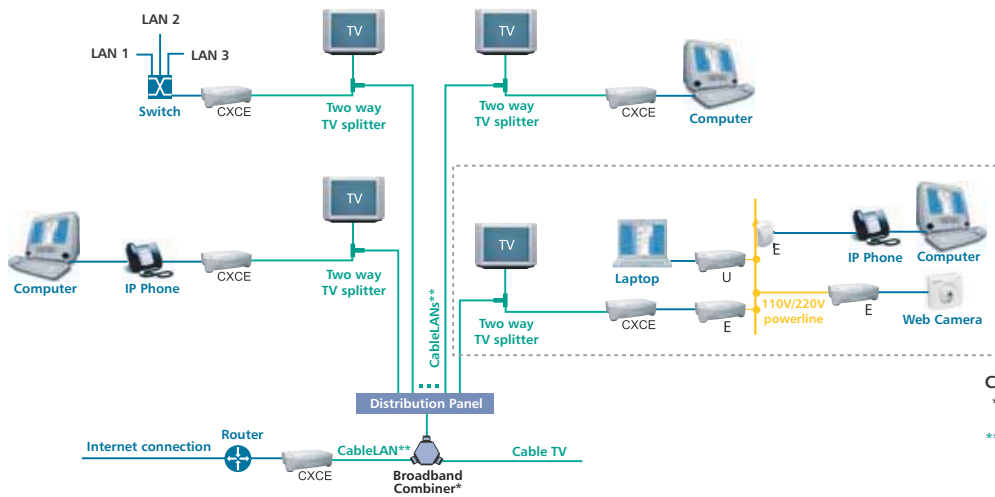 LAN 2
LAN 1
LAN 3
Switch
CXCE
TV
Two way
TV splitter
TV
Two way
TV splitter
CXCE
Computer
Computer
IP Phone
CXCE
TV
Two way
TV splitter
CableLANs**
TV
Two way
TV splitter
CXCE
Laptop
U
E
E
110V/220V
powerline
E
IP Phone
Computer
Web Camera
Distribution Panel
Internet connection
Router
CXCE
CableLAN**
Broadband
Combiner*
Cable TV
C
*
**